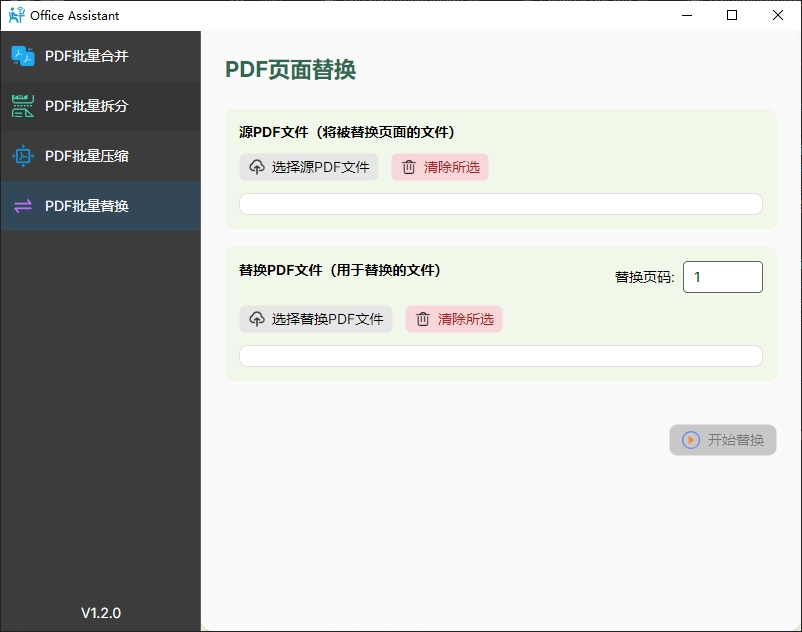 Office Assistant
PDF批量合并
PDF批量拆分
PDF批量压缩
PDF批量替换
V1.2.0
PDF页面替换
源PDF文件（将被替换页面的文件）
选择源PDF文件 清除所选
替换PDF文件（用于替换的文件） 替换页码: 1
选择替换PDF文件 清除所选
开始替换